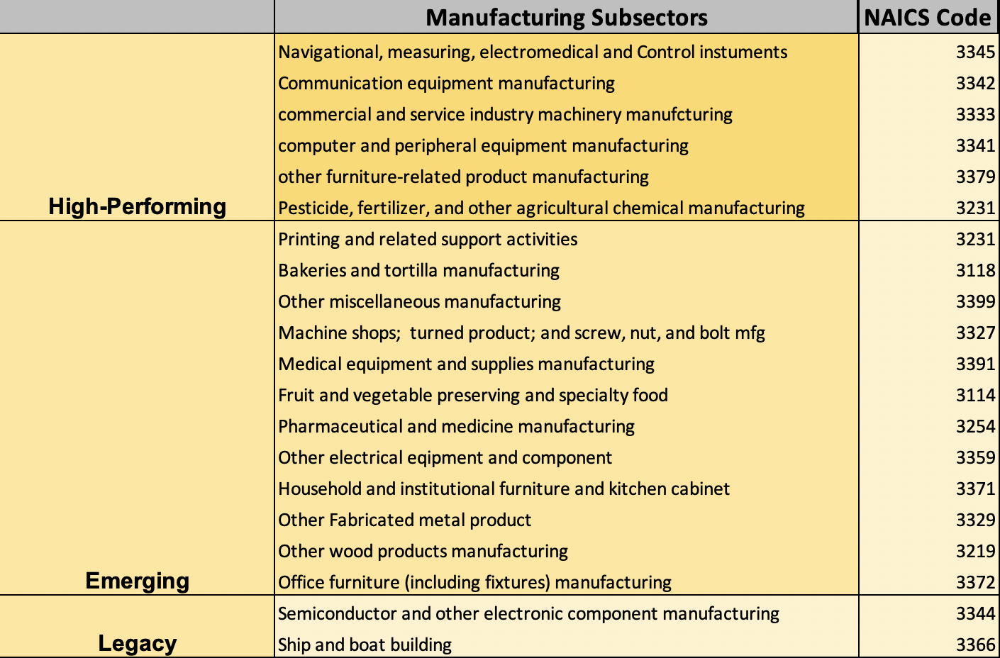 Manufacturing Subsectors NAICS Code
Navigational, measuring, electromedical and Control instuments 3345
Communication equipment manufacturing 3342
commercial and service industry machinery manufcturing 3333
computer and peripheral equipment manufacturing 3341
other furniture-related product manufacturing 3379
High-Performing Pesticide, fertilizer, and other agricultural chemical manufacturing 3231
Printing and related support activities 3231
Bakeries and tortilla manufacturing 3118
Other miscellaneous manufacturing 3399
Machine shops;  turned product; and screw, nut, and bolt mfg 3327
Medical equipment and supplies manufacturing 3391
Fruit and vegetable preserving and specialty food 3114
Pharmaceutical and medicine manufacturing 3254
Other electrical eqipment and component 3359
Household and institutional furniture and kitchen cabinet 3371
Other Fabricated metal product 3329
Other wood products manufacturing 3219
Emerging Office furniture (including fixtures) manufacturing 3372
Semiconductor and other electronic component manufacturing 3344
Legacy Ship and boat building 3366